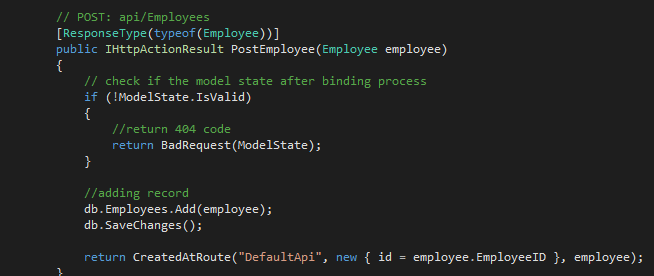 // POST: api/Employees
[ResponseType(typeof(Employee))]
public IHttpActionResult PostEmployee(Employee employee)
{
// check if the model state after binding process
if (!ModelState.IsValid)
{
//return 404 code
return BadRequest(ModelState);
}
//adding record
db.Employees.Add(employee);
db.SaveChanges();
return CreatedAtRoute("DefaultApi", new { id = employee.EmployeeID }, employee);
}